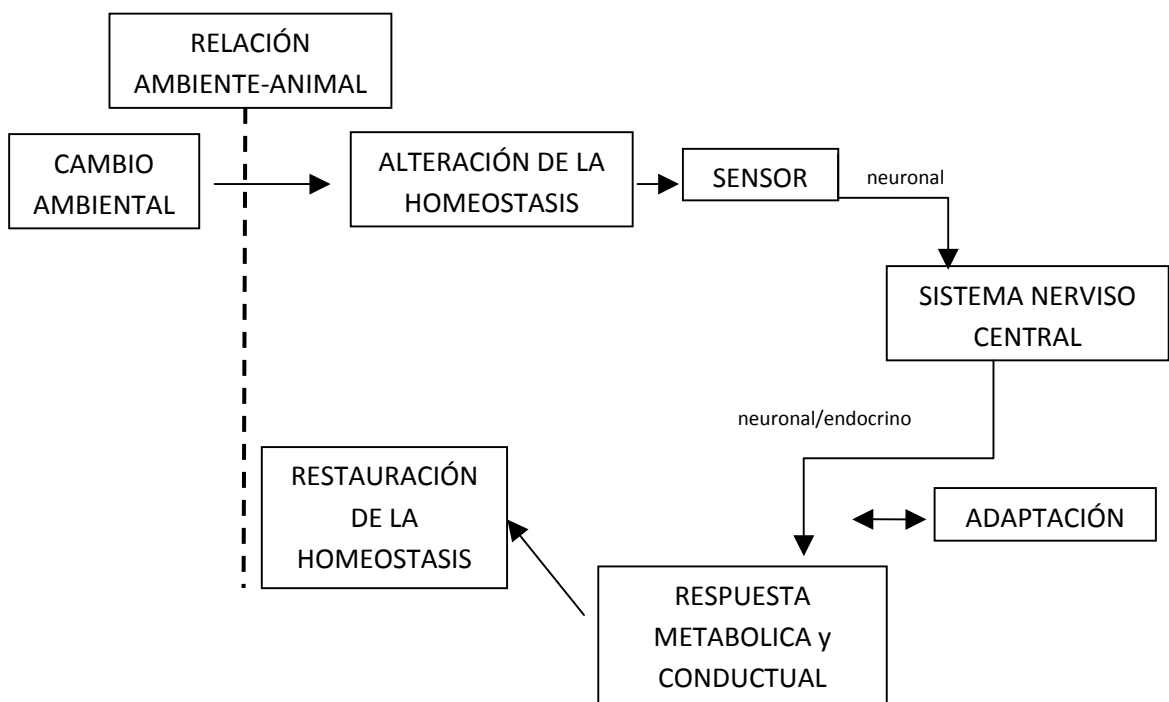 RELACIÓN
AMBIENTE-ANIMAL
CAMBIO
AMBIENTAL
ALTERACIÓN DE LA
HOMEOSTASIS
SENSOR
neuronal
SISTEMA NERVISO
CENTRAL
neuronal/endocrino
RESTAURACIÓN
DE LA
HOMEOSTASIS
ADAPTACIÓN
RESPUESTA
METABOLICA y
CONDUCTUAL